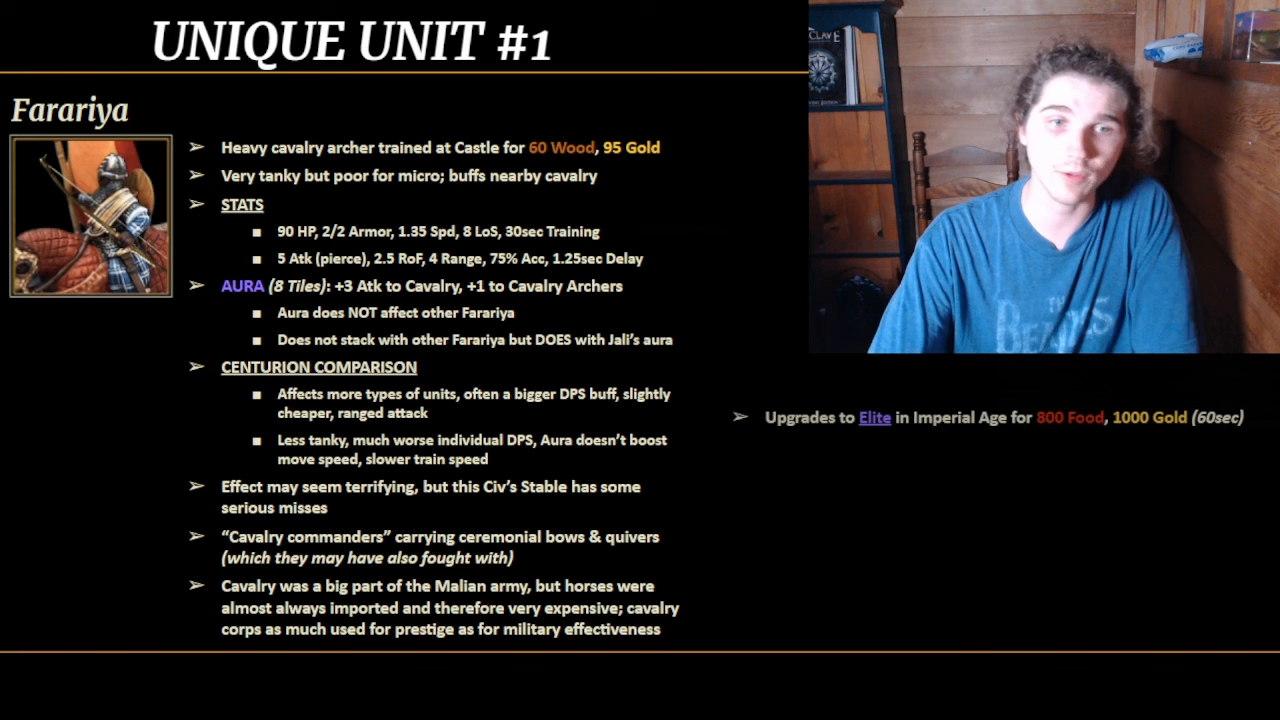 UNIQUE UNIT #1
Farariya
➢ Heavy cavalry archer trained at Castle for 60 Wood, 95 Gold
➢ Very tanky but poor for micro; buffs nearby cavalry
➢ STATS
■ 90 HP, 2/2 Armor, 1.35 Spd, 8 LoS, 30sec Training
■ 5 Atk (pierce), 2.5 RoF, 4 Range, 75% Acc, 1.25sec Delay
➢ AURA (8 Tiles): +3 Atk to Cavalry, +1 to Cavalry Archers
■ Aura does NOT affect other Farariya
■ Does not stack with other Farariya but DOES with Jali's aura
➢ CENTURION COMPARISON
■ Affects more types of units, often a bigger DPS buff, slightly
cheaper, ranged attack
■ Less tanky, much worse individual DPS, Aura doesn't boost
move speed, slower train speed
➢ Effect may seem terrifying, but this Civ's Stable has some
serious misses
➢ "Cavalry commanders" carrying ceremonial bows & quivers
(which they may have also fought with)
➢ Cavalry was a big part of the Malian army, but horses were
almost always imported and therefore very expensive; cavalry
corps as much used for prestige as for military effectiveness
➢ Upgrades to Elite in Imperial Age for 800 Food, 1000 Gold (60sec)
THE
BEATLES